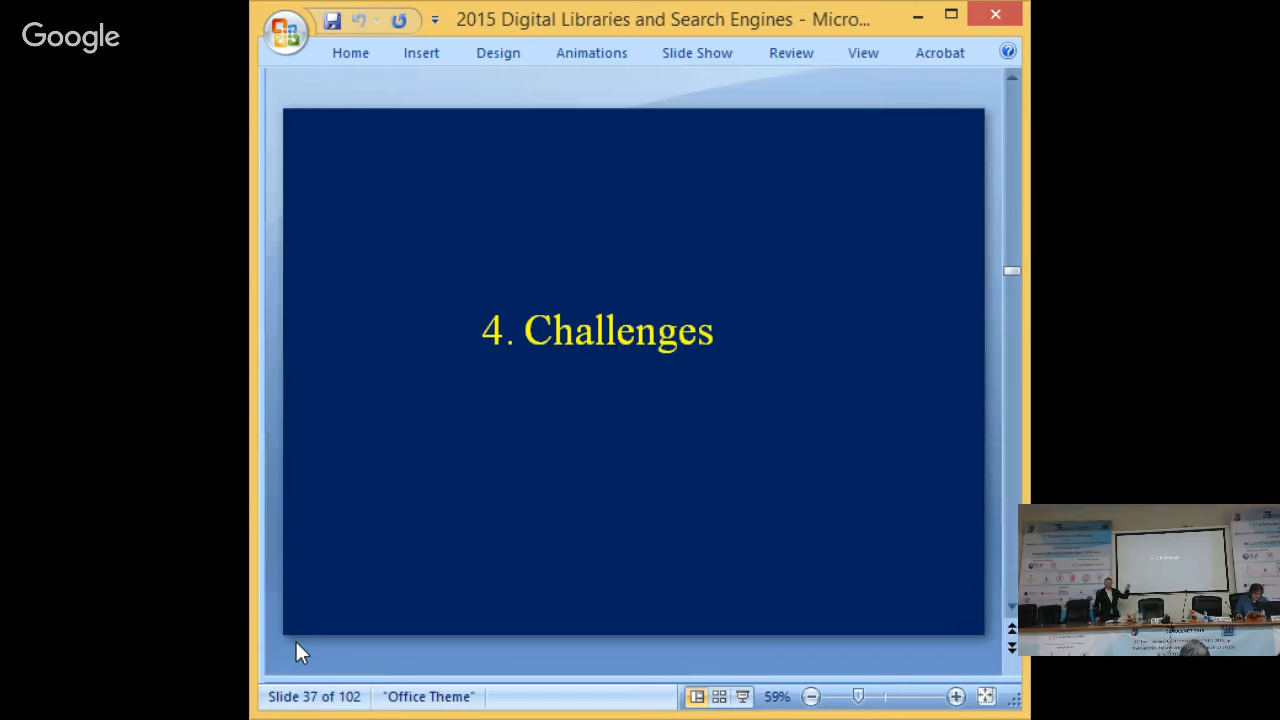 Google
2015 Digital Libraries and Search Engines - Micro...
Home Insert Design Animations Slide Show Review View Acrobat
4. Challenges
Slide 37 of 102 "Office Theme" 59%